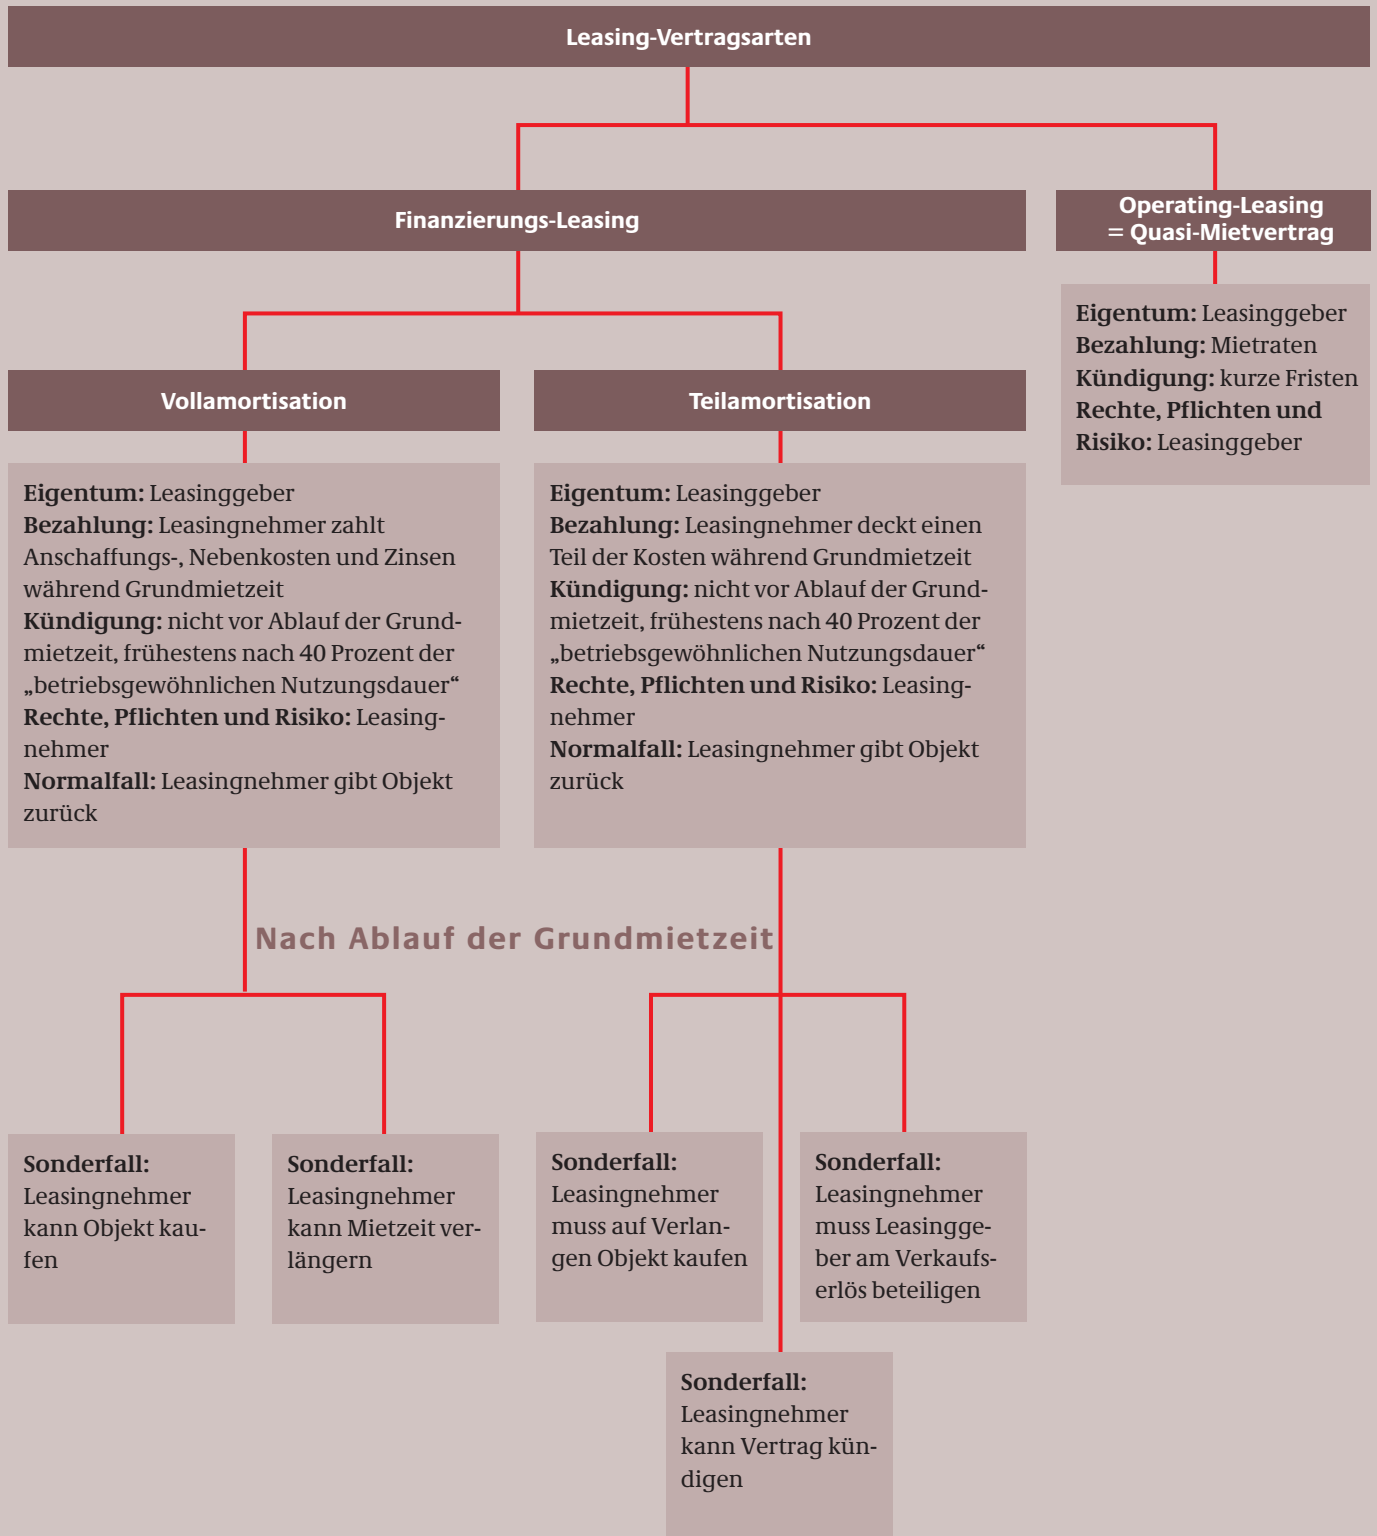 Leasing-Vertragsarten
Finanzierungs-Leasing
Operating-Leasing
= Quasi-Mietvertrag
Eigentum: Leasinggeber
Bezahlung: Mietraten
Kündigung: kurze Fristen
Rechte, Pflichten und
Risiko: Leasinggeber
Vollamortisation
Eigentum: Leasinggeber
Bezahlung: Leasingnehmer zahlt
Anschaffungs-, Nebenkosten und Zinsen
während Grundmietzeit
Kündigung: nicht vor Ablauf der Grund-
mietzeit, frühestens nach 40 Prozent der
„betriebsgewöhnlichen Nutzungsdauer“
Rechte, Pflichten und Risiko: Leasing-
nehmer
Normalfall: Leasingnehmer gibt Objekt
zurück
Teilamortisation
Eigentum: Leasinggeber
Bezahlung: Leasingnehmer deckt einen
Teil der Kosten während Grundmietzeit
Kündigung: nicht vor Ablauf der Grund-
mietzeit, frühestens nach 40 Prozent der
„betriebsgewöhnlichen Nutzungsdauer“
Rechte, Pflichten und Risiko: Leasing-
nehmer
Normalfall: Leasingnehmer gibt Objekt
zurück
Nach Ablauf der Grundmietzeit
Sonderfall:
Leasingnehmer
kann Objekt kau-
fen
Sonderfall:
Leasingnehmer
kann Mietzeit ver-
längern
Sonderfall:
Leasingnehmer
muss auf Verlan-
gen Objekt kaufen
Sonderfall:
Leasingnehmer
muss Leasingge-
ber am Verkaufs-
erlös beteiligen
Sonderfall:
Leasingnehmer
kann Vertrag kün-
digen